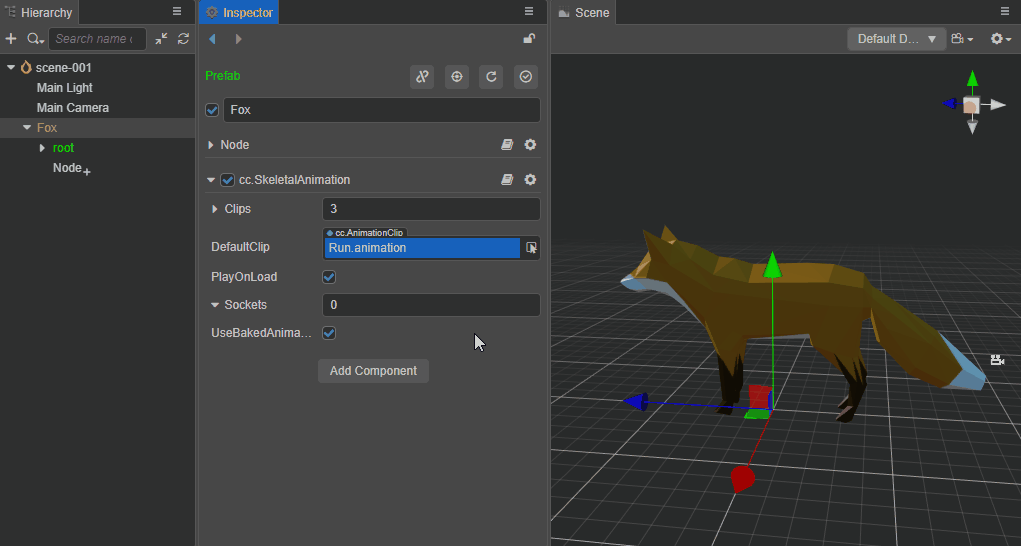 Hierarchy
Search name o
scene-001
Main Light
Main Camera
Fox
root
Node
Inspector
Prefab
Fox
Node
cc.SkeletalAnimation
Clips
3
cc.AnimationClip
DefaultClip
Run.animation
PlayOnLoad
Sockets
0
UseBakedAnima...
Add Component
Scene
Default D...